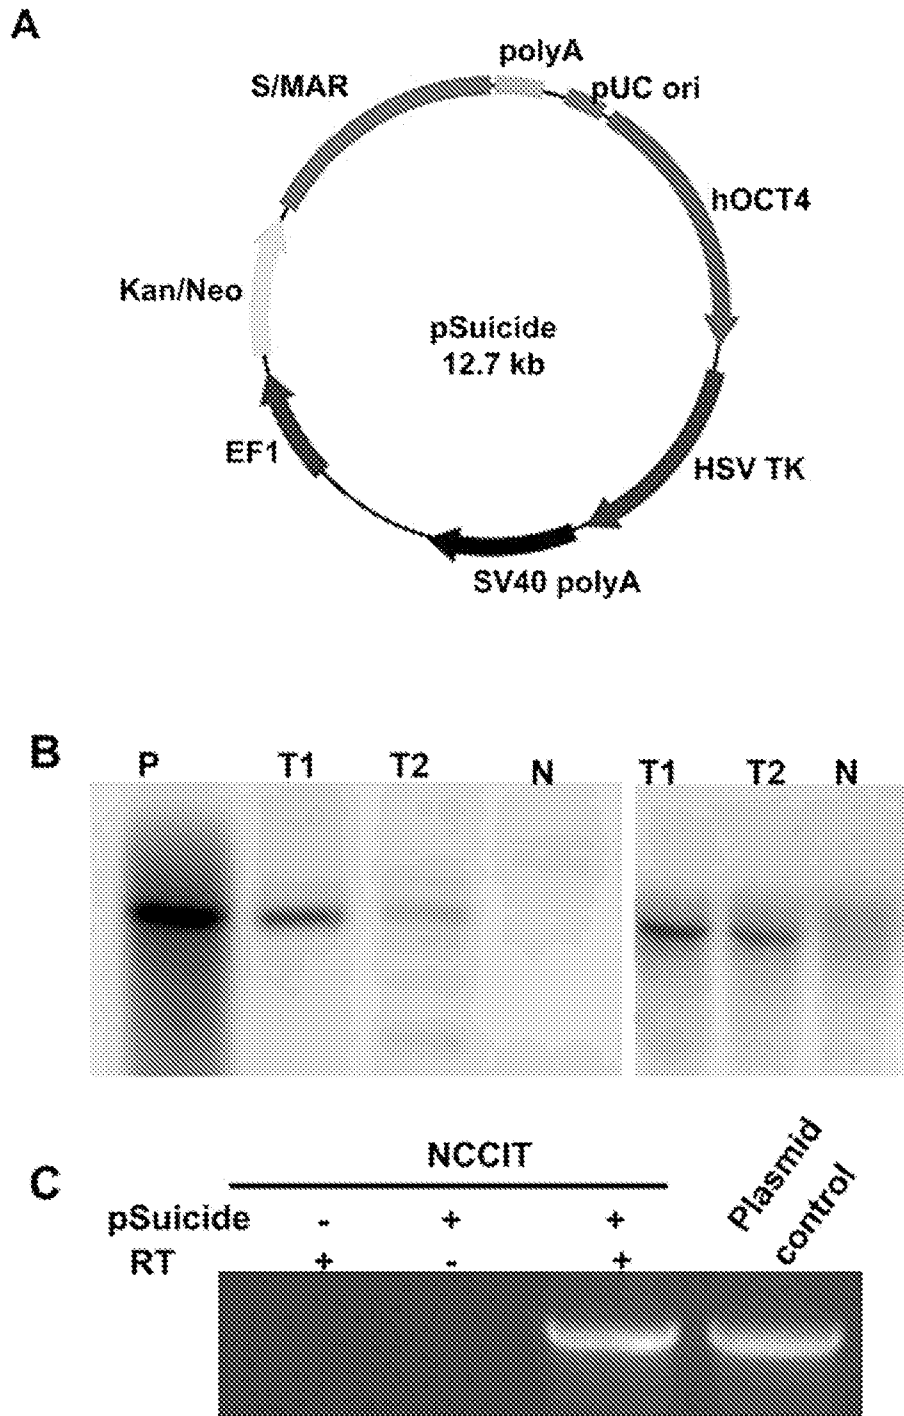 A
polyA
S/MAR
pUC ori
hOCT4
Kan/Neo
pSuicide
12.7 kb
EF1
HSV TK
SV40 polyA
B
P T1 T2 N T1 T2 N
C
NCCIT
Plasmid
control
pSuicide - + +
RT + - +